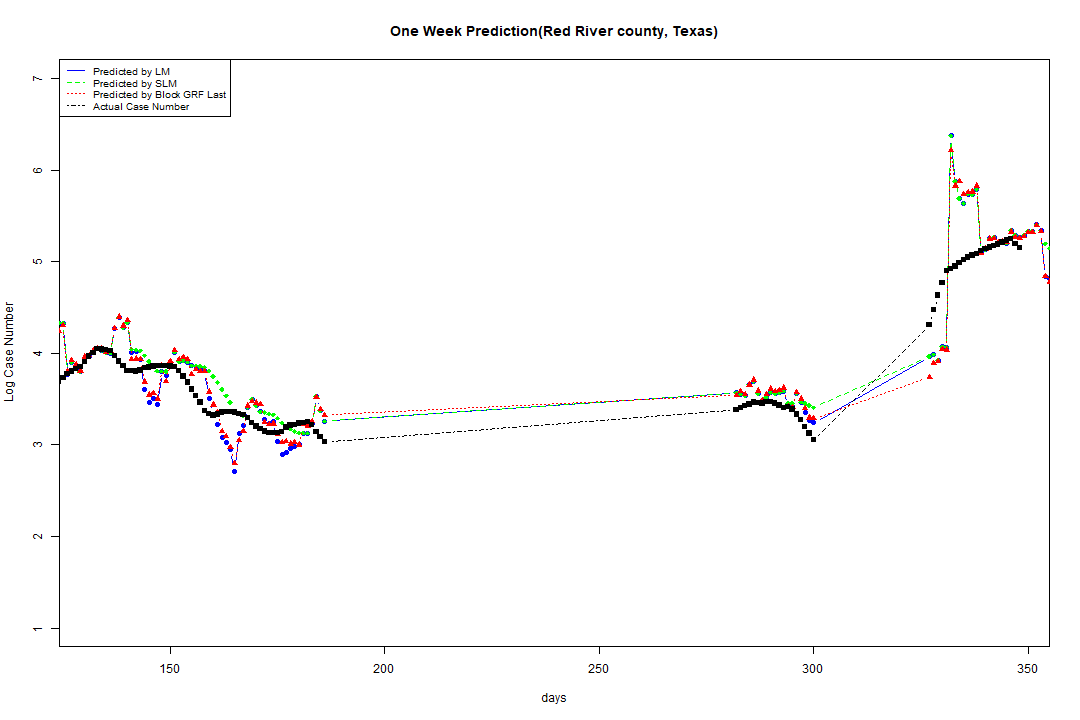 One Week Prediction(Red River county, Texas)
Predicted by LM
Predicted by SLM
Predicted by Block GRF Last
Actual Case Number
7
6
5
4
3
2
1
Log Case Number
150 200 250 300 350
days